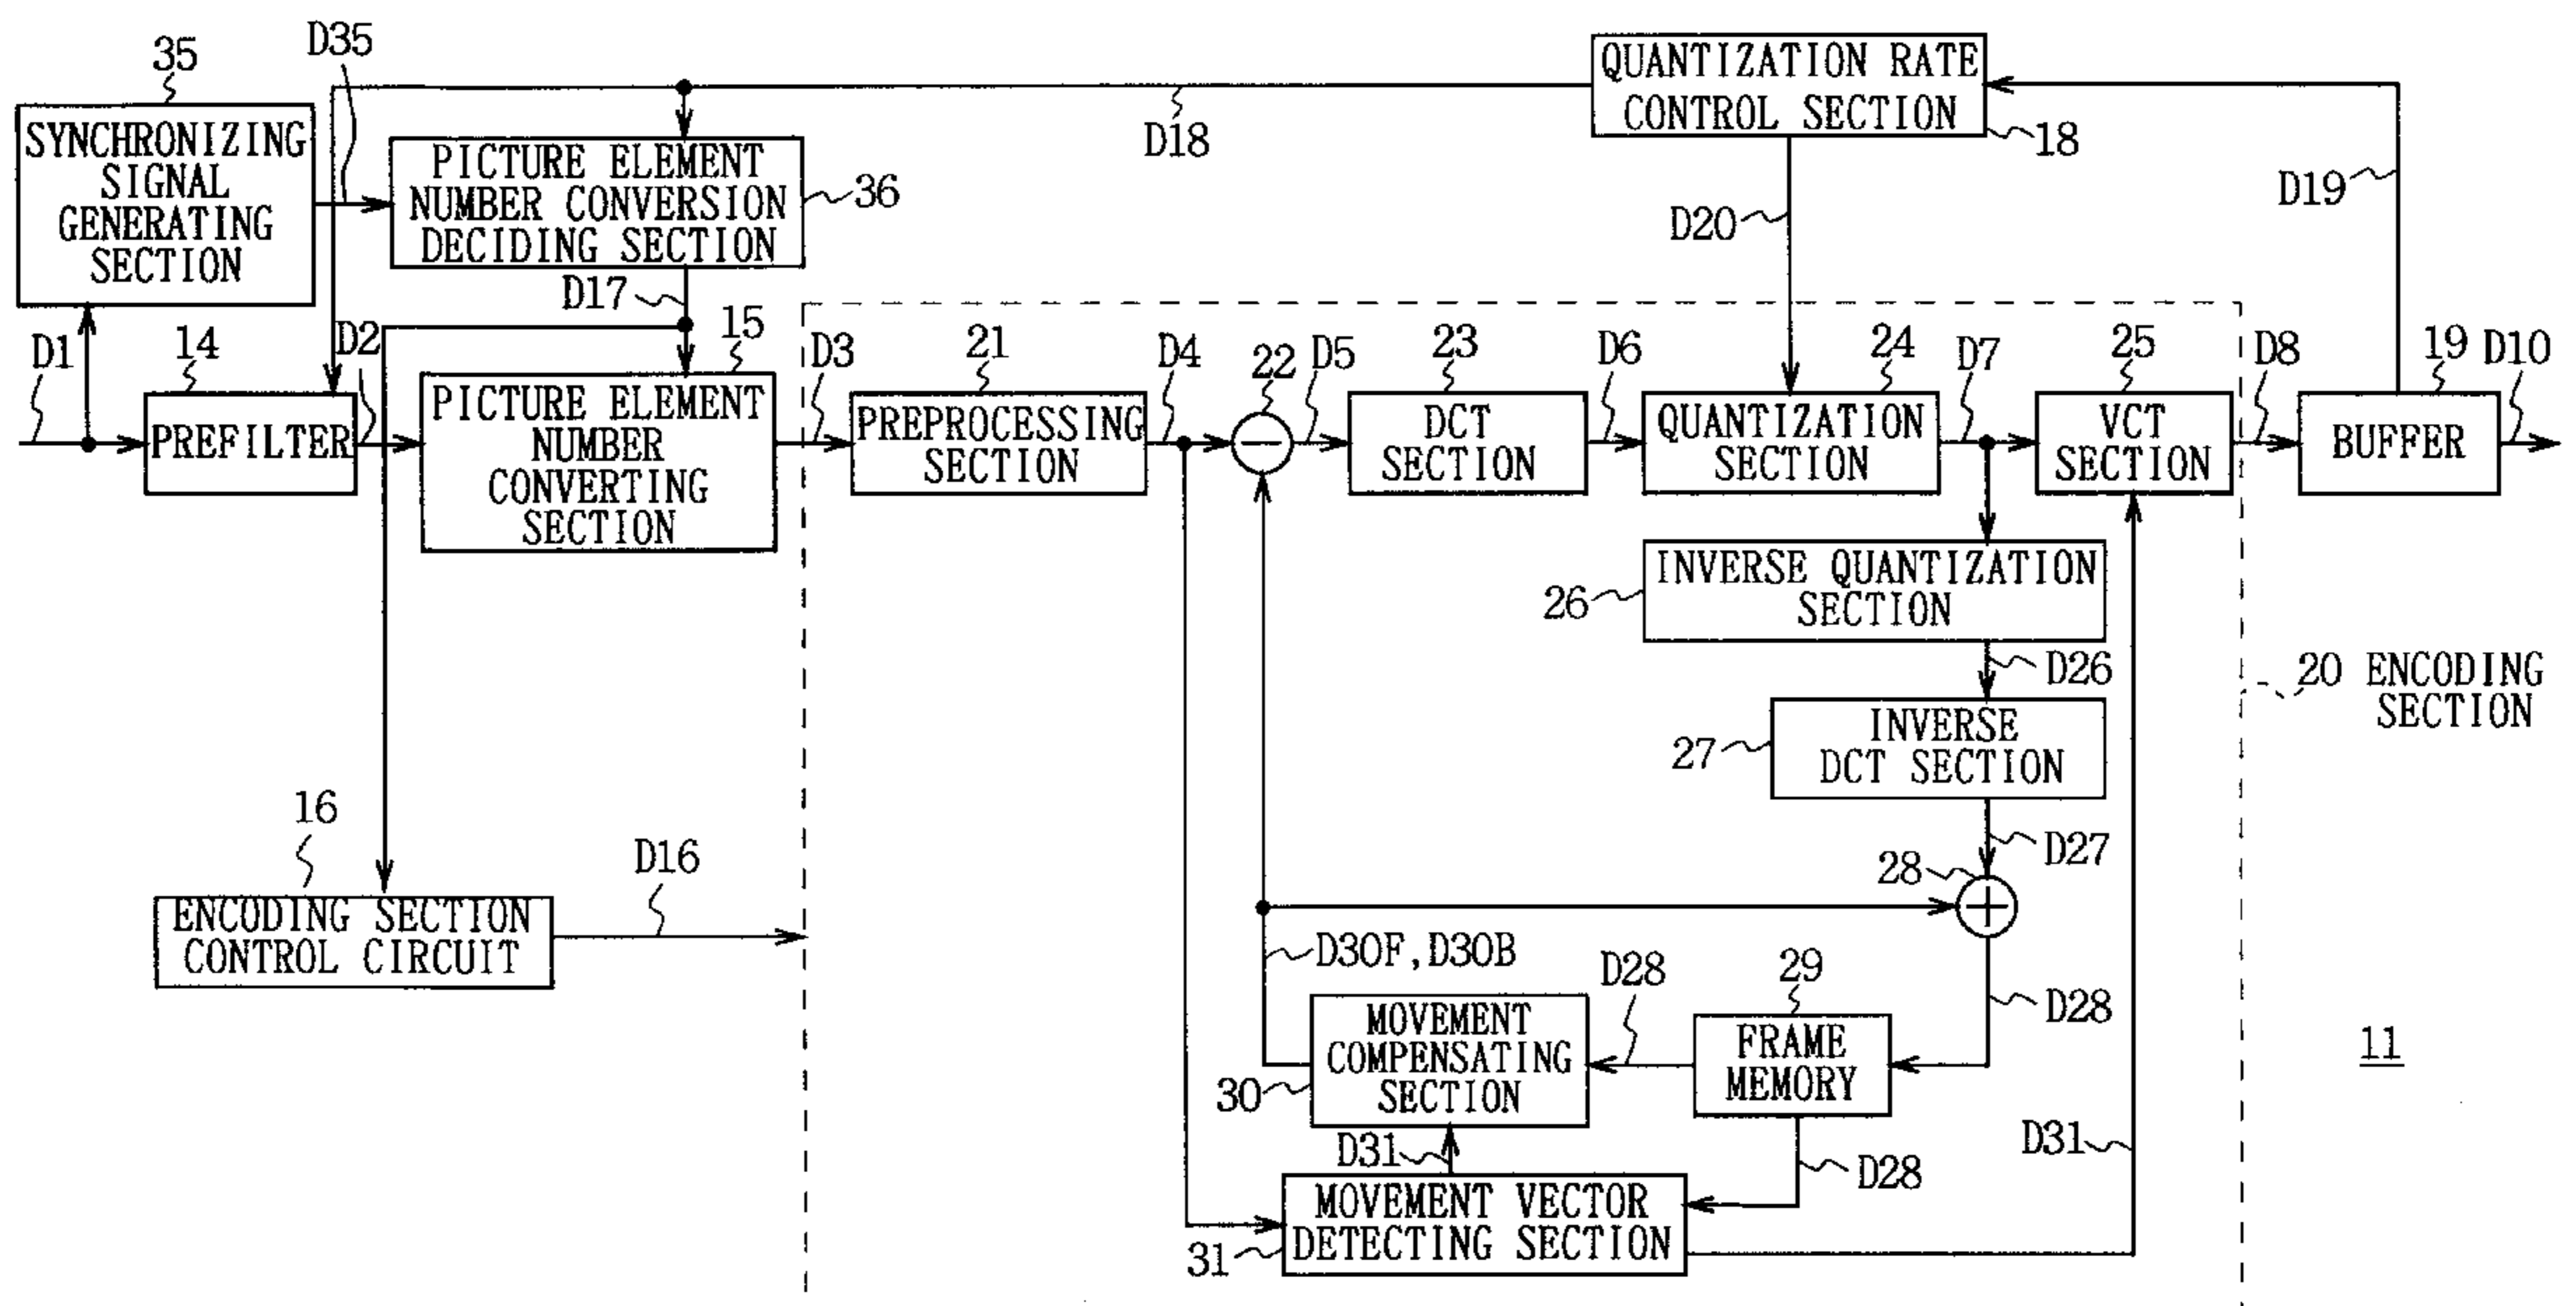 35
D35
SYNCHRONIZING
SIGNAL
GENERATING
SECTION
PICTURE ELEMENT
NUMBER CONVERSION
DECIDING SECTION
36
D18
QUANTIZATION RATE
CONTROL SECTION
18
D19
D20
D17
D1
14
PREFILTER
D2
15
PICTURE ELEMENT
NUMBER
CONVERTING
SECTION
D3
21
PREPROCESSING
SECTION
D4
22
D5
23
DCT
SECTION
D6
24
QUANTIZATION
SECTION
D7
25
VCT
SECTION
D8
19
BUFFER
D10
26
INVERSE QUANTIZATION
SECTION
D26
20 ENCODING
SECTION
27
INVERSE
DCT SECTION
D27
28
16
ENCODING SECTION
CONTROL CIRCUIT
D16
D30F, D30B
D28
29
D28
MOVEMENT
COMPENSATING
SECTION
30
FRAME
MEMORY
11
D31
D28
D31
MOVEMENT VECTOR
DETECTING SECTION
31